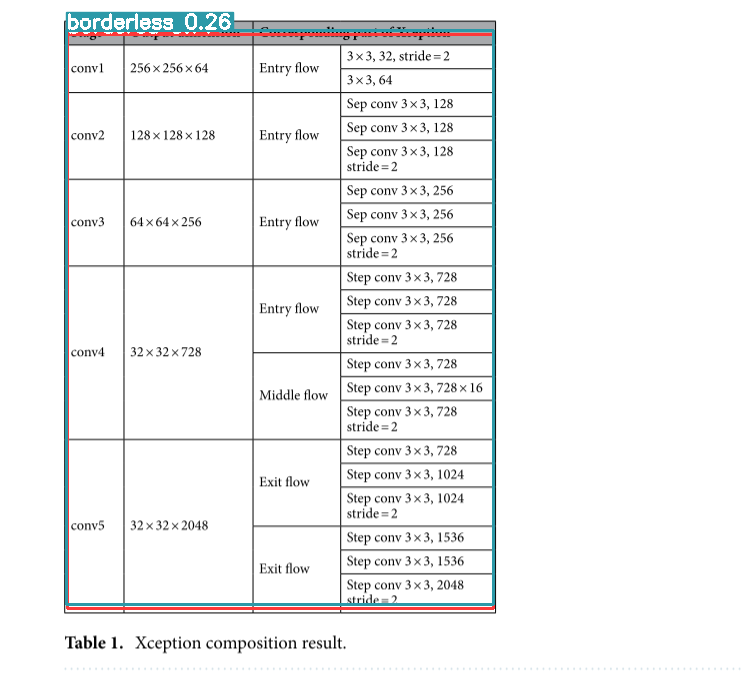 borderless 0.26
conv1 256×256×64 Entry flow 3×3, 32, stride=2
3×3, 64
conv2 128×128×128 Entry flow Sep conv 3×3, 128
Sep conv 3×3, 128
Sep conv 3×3, 128
stride=2
conv3 64×64×256 Entry flow Sep conv 3×3, 256
Sep conv 3×3, 256
Sep conv 3×3, 256
stride=2
conv4 32×32×728 Entry flow Step conv 3×3, 728
Step conv 3×3, 728
Step conv 3×3, 728
stride=2
Middle flow Step conv 3×3, 728
Step conv 3×3, 728×16
Step conv 3×3, 728
stride=2
conv5 32×32×2048 Exit flow Step conv 3×3, 728
Step conv 3×3, 1024
Step conv 3×3, 1024
stride=2
Exit flow Step conv 3×3, 1536
Step conv 3×3, 1536
Step conv 3×3, 2048
stride=2
Table 1. Xception composition result.